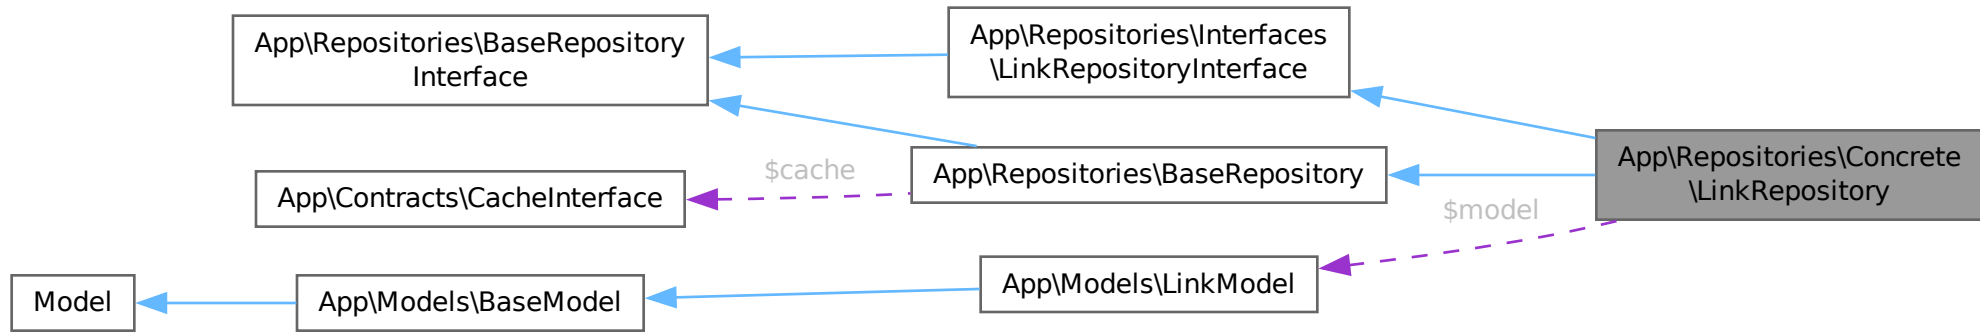 App\Repositories\BaseRepository
Interface
App\Repositories\Interfaces
\LinkRepositoryInterface
App\Repositories\Concrete
\LinkRepository
$cache
App\Repositories\BaseRepository
App\Contracts\CacheInterface
$model
App\Models\LinkModel
Model
App\Models\BaseModel